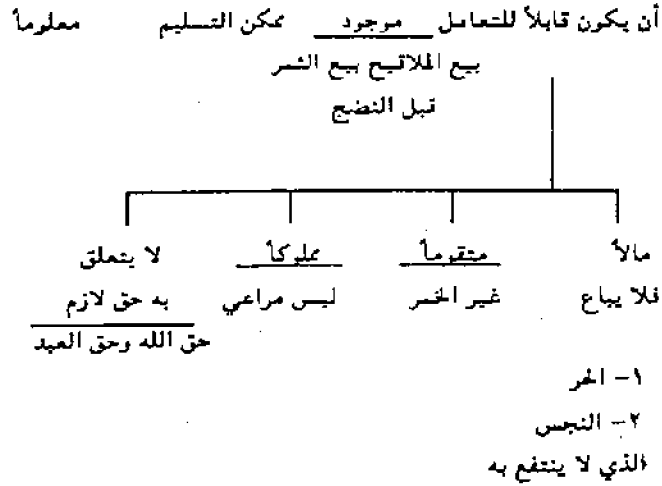 أن يكون قابلاً للتعامل موجود ممكن التسليم معلوماً
بيع الملاقيح بيع الثمر
قبل النضج
مالاً متقوماً مملوكاً لا يتعلق
فلا يباع غير الخمر ليس مراعي به حق لازم
حق الله وحق العبد
١- الحر
٢- النجس
الذي لا ينتفع به